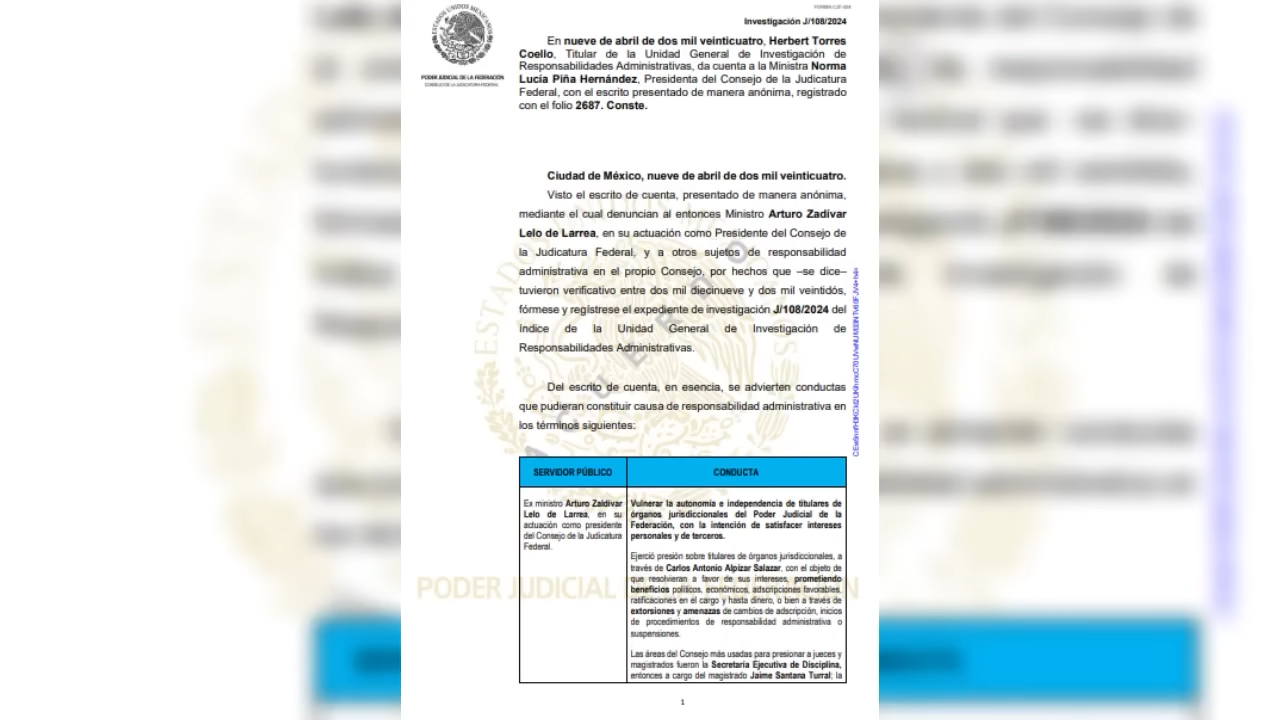 ESTADOS UNIDOS MEXICANOS
FORMA CJF-004
PODER JUDICIAL DE LA FEDERACIÓN
CONSEJO DE LA JUDICATURA FEDERAL
Investigación J/108/2024
En nueve de abril de dos mil veinticuatro, Herbert Torres
Coello, Titular de la Unidad General de Investigación de
Responsabilidades Administrativas, da cuenta a la Ministra Norma
Lucía Piña Hernández, Presidenta del Consejo de la Judicatura
Federal, con el escrito presentado de manera anónima, registrado
con el folio 2687. Conste.
Ciudad de México, nueve de abril de dos mil veinticuatro.
Visto el escrito de cuenta, presentado de manera anónima,
mediante el cual denuncian al entonces Ministro Arturo Zadívar
Lelo de Larrea, en su actuación como Presidente del Consejo de
la Judicatura Federal, y a otros sujetos de responsabilidad
administrativa en el propio Consejo, por hechos que –se dice–
tuvieron verificativo entre dos mil diecinueve y dos mil veintidós,
fórmese y regístrese el expediente de investigación J/108/2024 del
índice de la Unidad General de Investigación de
Responsabilidades Administrativas.
Del escrito de cuenta, en esencia, se advierten conductas
que pudieran constituir causa de responsabilidad administrativa en
los términos siguientes:
SERVIDOR PÚBLICO
CONDUCTA
Ex ministro Arturo Zaldívar
Lelo de Larrea, en su
actuación como presidente
del Consejo de la Judicatura
Federal.
Vulnerar la autonomía e independencia de titulares de
órganos jurisdiccionales del Poder Judicial de la
Federación, con la intención de satisfacer intereses
personales y de terceros.
Ejerció presión sobre titulares de órganos jurisdiccionales, a
través de Carlos Antonio Alpízar Salazar, con el objeto de
que resolvieran a favor de sus intereses, prometiendo
beneficios políticos, económicos, adscripciones favorables,
ratificaciones en el cargo y hasta dinero, o bien a través de
extorsiones y amenazas de cambios de adscripción, inicios
de procedimientos de responsabilidad administrativa o
suspensiones.
Las áreas del Consejo más usadas para presionar a jueces y
magistrados fueron la Secretaría Ejecutiva de Disciplina,
entonces a cargo del magistrado Jaime Santana Turral; la
ACUERDO
PODER JUDICIAL DE LA
1